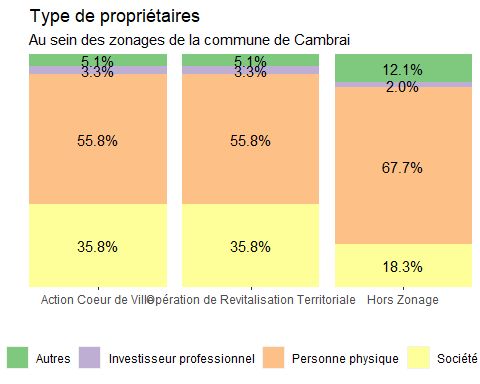 Type de propriétaires
Au sein des zonages de la commune de Cambrai
5.1% 5.1% 12.1%
3.3% 3.3% 2.0%
55.8% 55.8% 67.7%
35.8% 35.8% 18.3%
Action Coeur de Ville Opération de Revitalisation Territoriale Hors Zonage
Autres Investisseur professionnel Personne physique Société